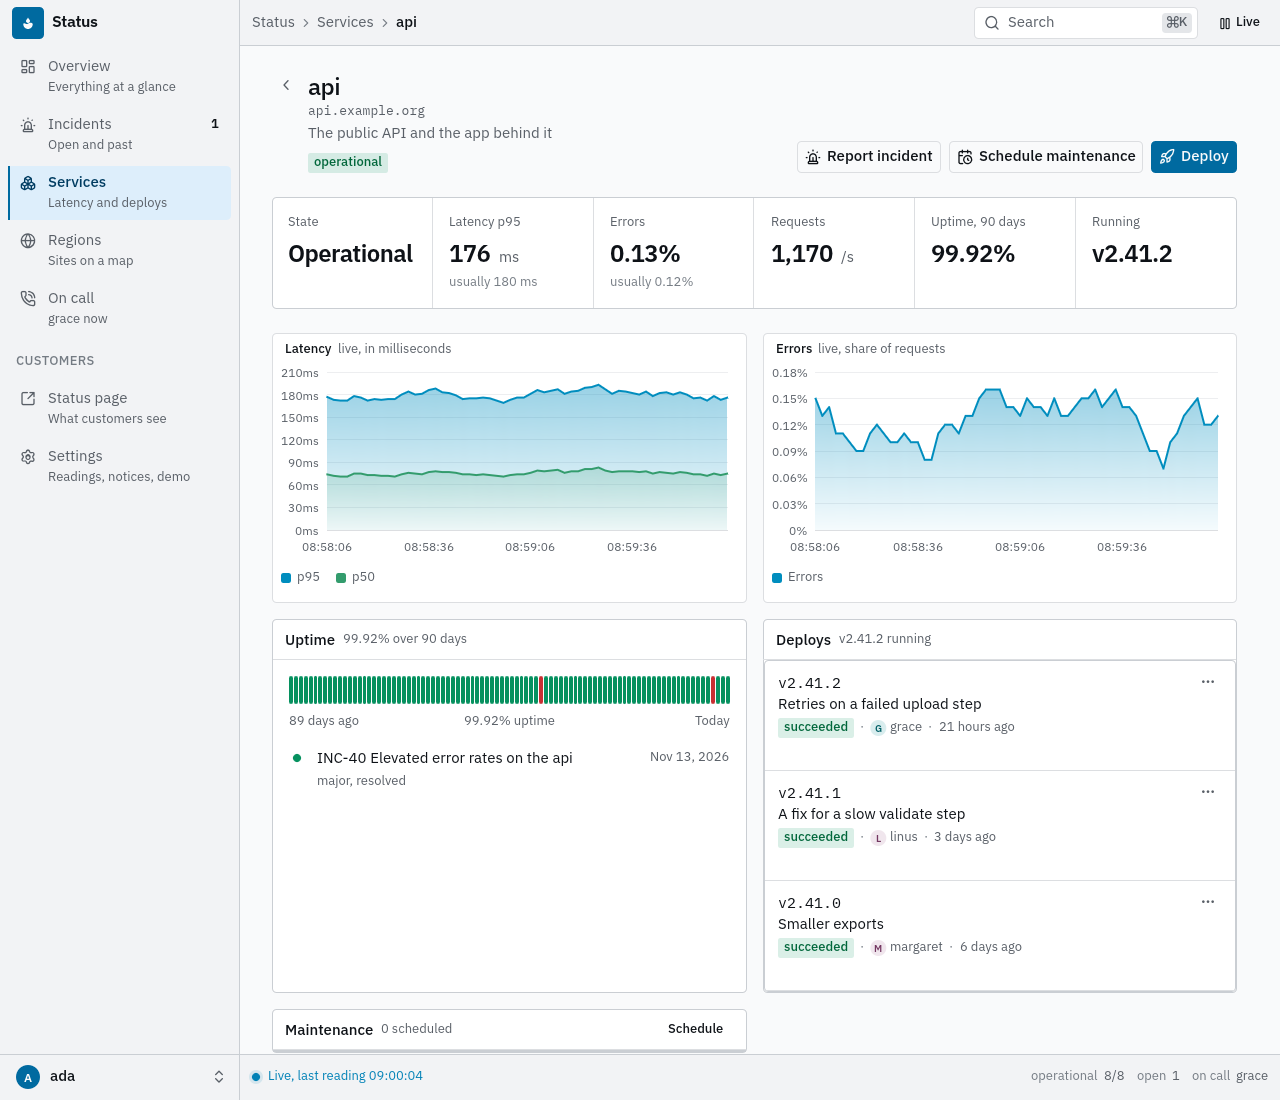 Status
Overview
Everything at a glance
Incidents 1
Open and past
Services
Latency and deploys
Regions
Sites on a map
On call
grace now
CUSTOMERS
Status page
What customers see
Settings
Readings, notices, demo
ada
Status > Services > api
Search ⌘K
Live
api
api.example.org
The public API and the app behind it
operational
Report incident
Schedule maintenance
Deploy
State
Operational
Latency p95
176 ms
usually 180 ms
Errors
0.13%
usually 0.12%
Requests
1,170 /s
Uptime, 90 days
99.92%
Running
v2.41.2
Latency live, in milliseconds
210ms
180ms
150ms
120ms
90ms
60ms
30ms
0ms
08:58:06 08:58:36 08:59:06 08:59:36
p95 p50
Errors live, share of requests
0.18%
0.15%
0.12%
0.09%
0.06%
0.03%
0%
08:58:06 08:58:36 08:59:06 08:59:36
Errors
Uptime 99.92% over 90 days
89 days ago 99.92% uptime Today
INC-40 Elevated error rates on the api Nov 13, 2026
major, resolved
Deploys v2.41.2 running
v2.41.2
Retries on a failed upload step
succeeded · G grace · 21 hours ago
v2.41.1
A fix for a slow validate step
succeeded · L linus · 3 days ago
v2.41.0
Smaller exports
succeeded · M margaret · 6 days ago
Maintenance 0 scheduled Schedule
A
Live, last reading 09:00:04
operational 8/8 open 1 on call grace